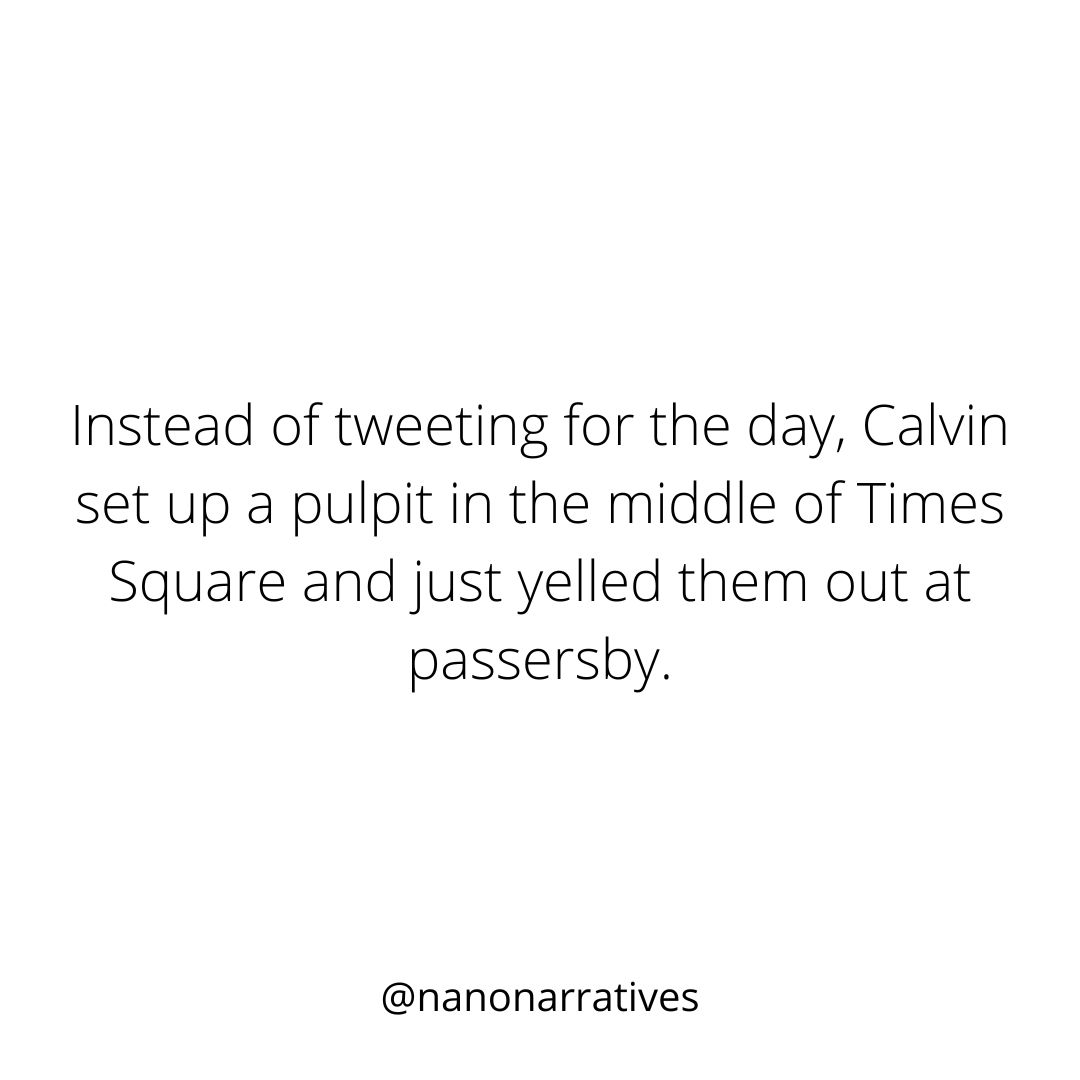 Instead of tweeting for the day, Calvin
set up a pulpit in the middle of Times
Square and just yelled them out at
passersby.
@nanonarratives